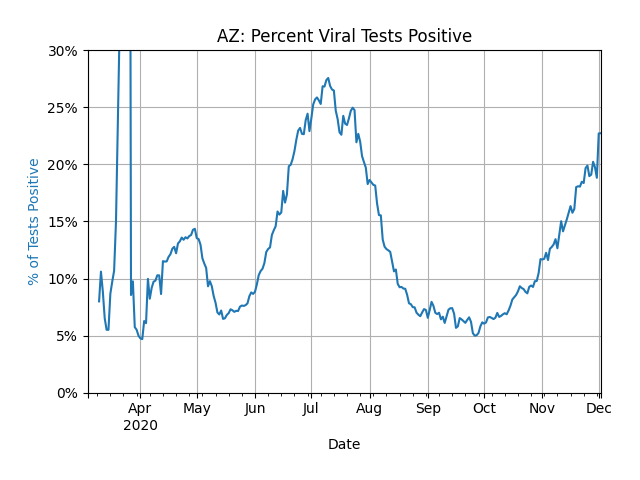 AZ: Percent Viral Tests Positive
% of Tests Positive
30%
25%
20%
15%
10%
5%
0%
Apr
2020
May
Jun
Jul
Aug
Sep
Oct
Nov
Dec
Date